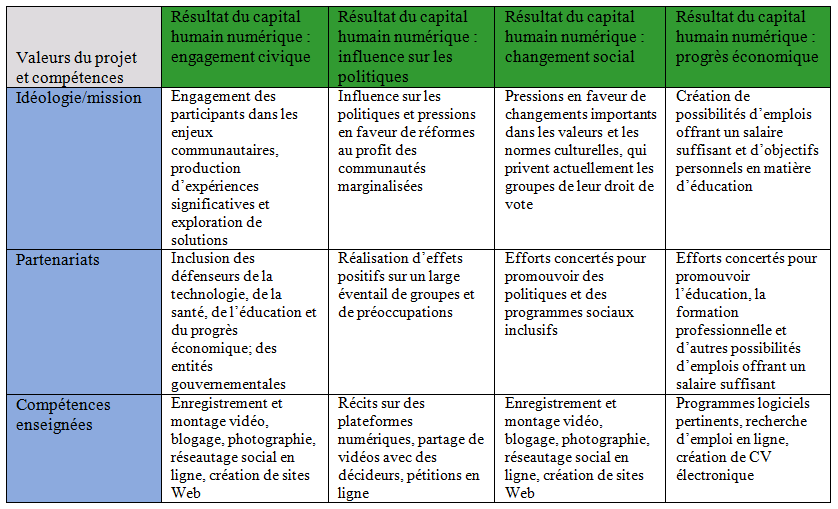 Valeurs du projet
et compétences
Résultat du capital
humain numérique :
engagement civique
Résultat du capital
humain numérique :
influence sur les
politiques
Résultat du capital
humain numérique :
changement social
Résultat du capital
humain numérique :
progrès économique
Idéologie/mission
Engagement des
participants dans les
enjeux
communautaires,
production
d’expériences
significatives et
exploration de
solutions
Influence sur les
politiques et pressions
en faveur de réformes
au profit des
communautés
marginalisées
Pressions en faveur de
changements importants
dans les valeurs et les
normes culturelles, qui
privent actuellement les
groupes de leur droit de
vote
Création de
possibilités d’emplois
offrant un salaire
suffisant et d’objectifs
personnels en matière
d’éducation
Partenariats
Inclusion des
défenseurs de la
technologie, de la
santé, de l’éducation et
du progrès
économique; des
entités
gouvernementales
Réalisation d’effets
positifs sur un large
éventail de groupes et
de préoccupations
Efforts concertés pour
promouvoir des
politiques et des
programmes sociaux
inclusifs
Efforts concertés pour
promouvoir
l’éducation, la
formation
professionnelle et
d’autres possibilités
d’emplois offrant un
salaire suffisant
Compétences
enseignées
Enregistrement et
montage vidéo,
blogage, photographie,
réseautage social en
ligne, création de sites
Web
Récits sur des
plateformes
numériques, partage de
vidéos avec des
décideurs, pétitions en
ligne
Enregistrement et
montage vidéo,
blogage, photographie,
réseautage social en
ligne, création de sites
Web
Programmes logiciels
pertinents, recherche
d’emploi en ligne,
création de CV
électronique